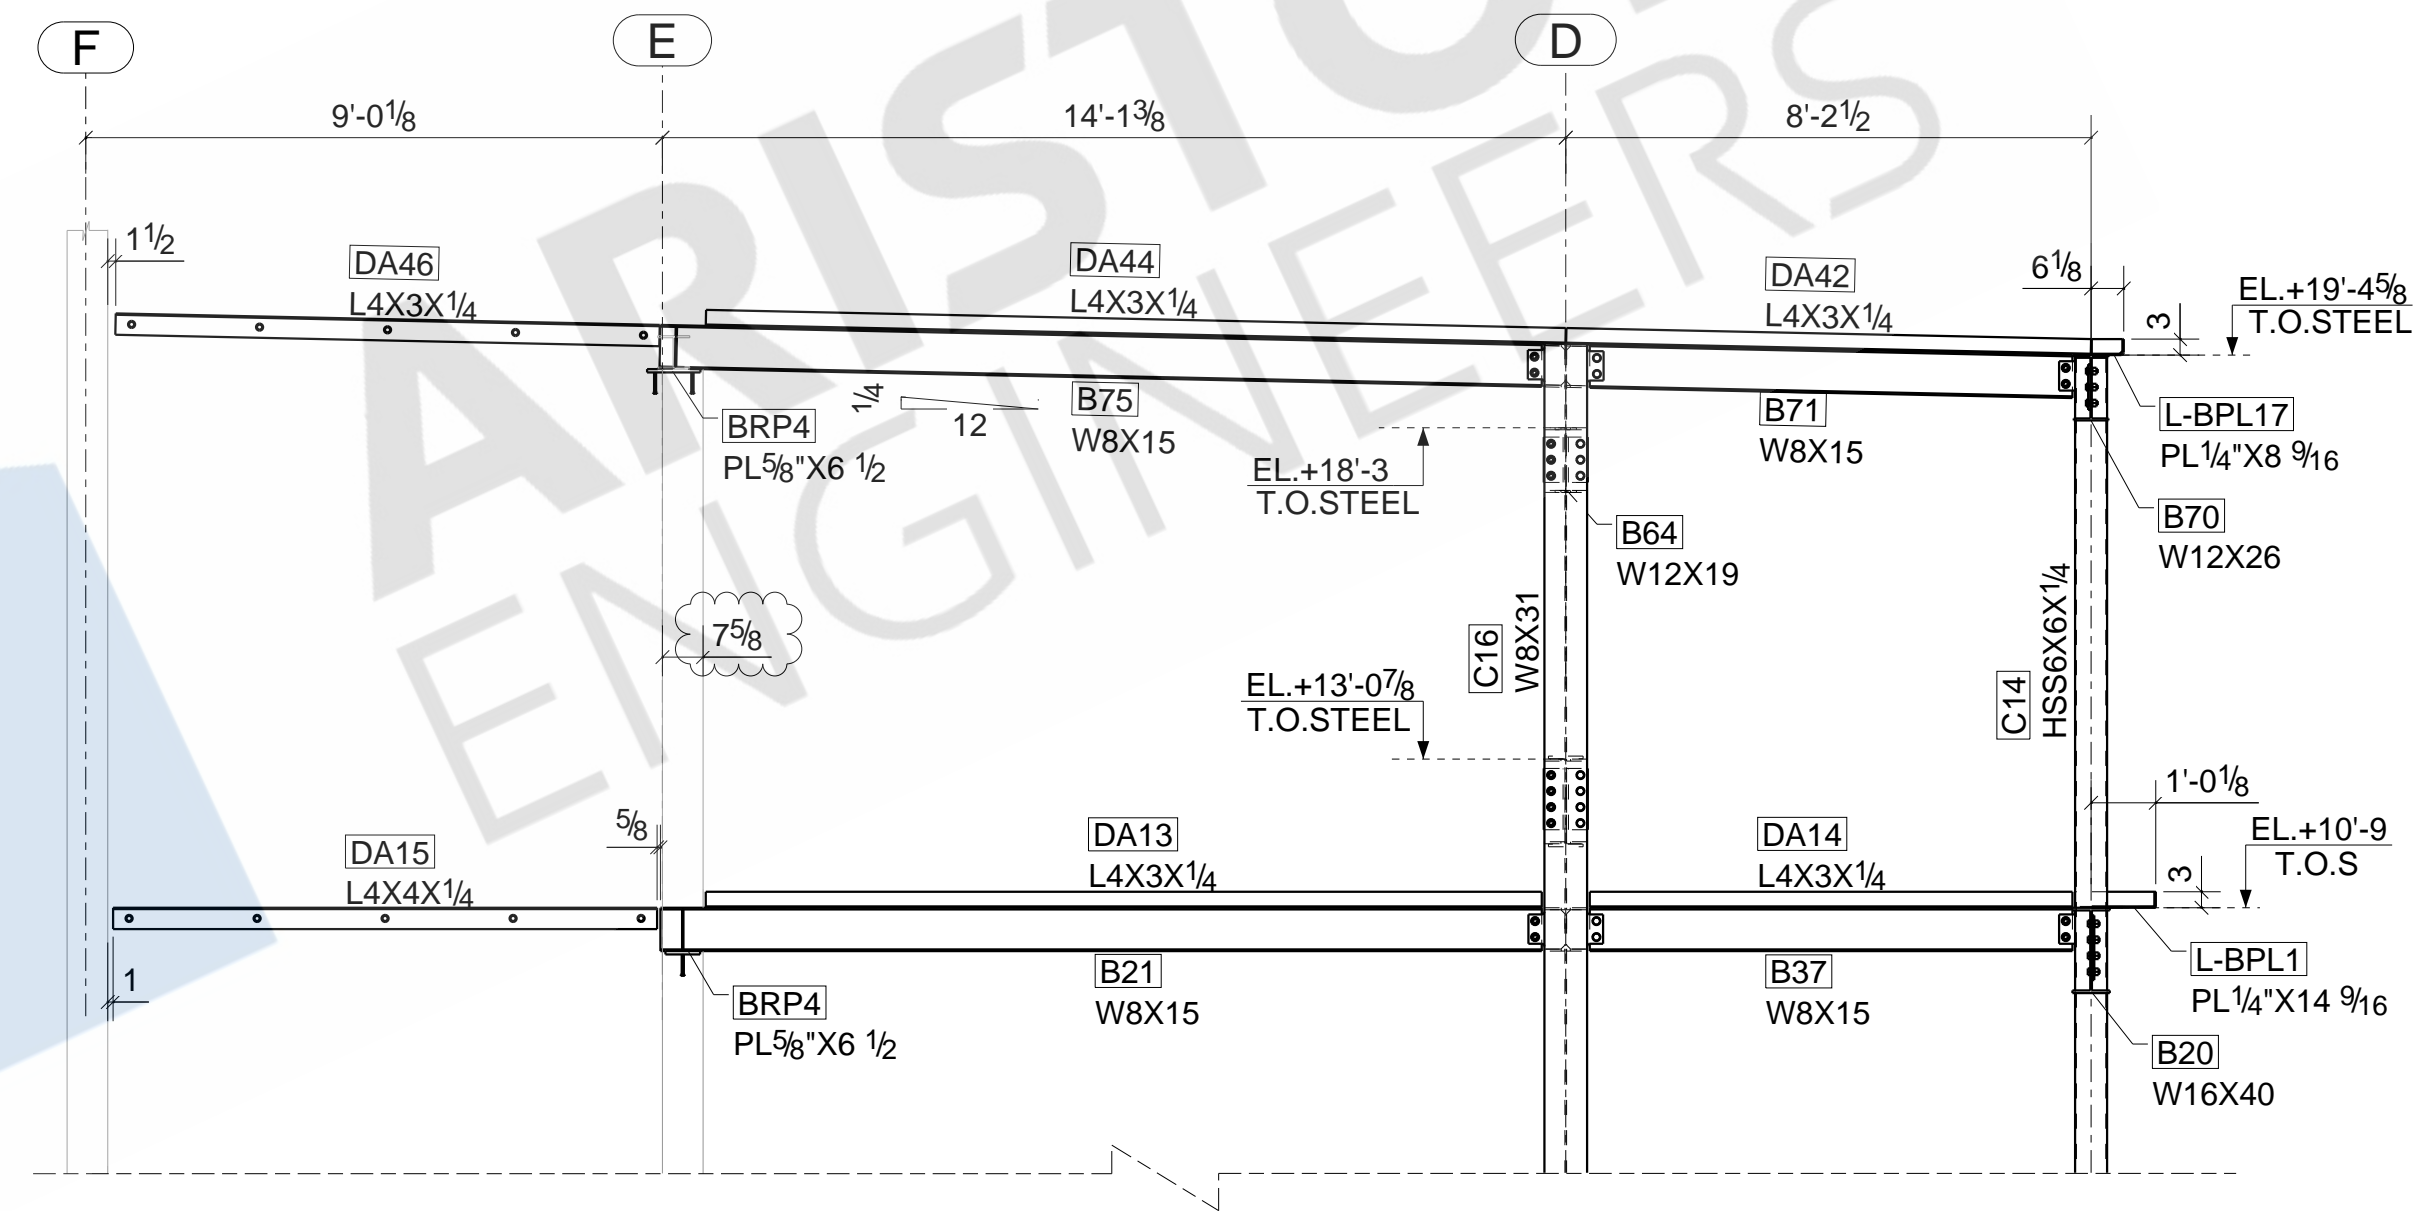 F
E
D
9'-0 1/8
14'-1 3/8
8'-2 1/2
ARISTO
ENGINEERS
1 1/2
DA46
L4X3X1/4
DA44
L4X3X1/4
DA42
L4X3X1/4
6 1/8
3
EL.+19'-4 5/8
T.O.STEEL
BRP4
PL5/8"X6 1/2
1/4
12
B75
W8X15
B71
W8X15
L-BPL17
PL1/4"X8 9/16
EL.+18'-3
T.O.STEEL
B64
W12X19
B70
W12X26
7 5/8
C16
W8X31
C14
HSS6X6X1/4
EL.+13'-0 7/8
T.O.STEEL
1'-0 1/8
5/8
DA15
L4X4X1/4
DA13
L4X3X1/4
DA14
L4X3X1/4
3
EL.+10'-9
T.O.S
1
BRP4
PL5/8"X6 1/2
B21
W8X15
B37
W8X15
L-BPL1
PL1/4"X14 9/16
B20
W16X40